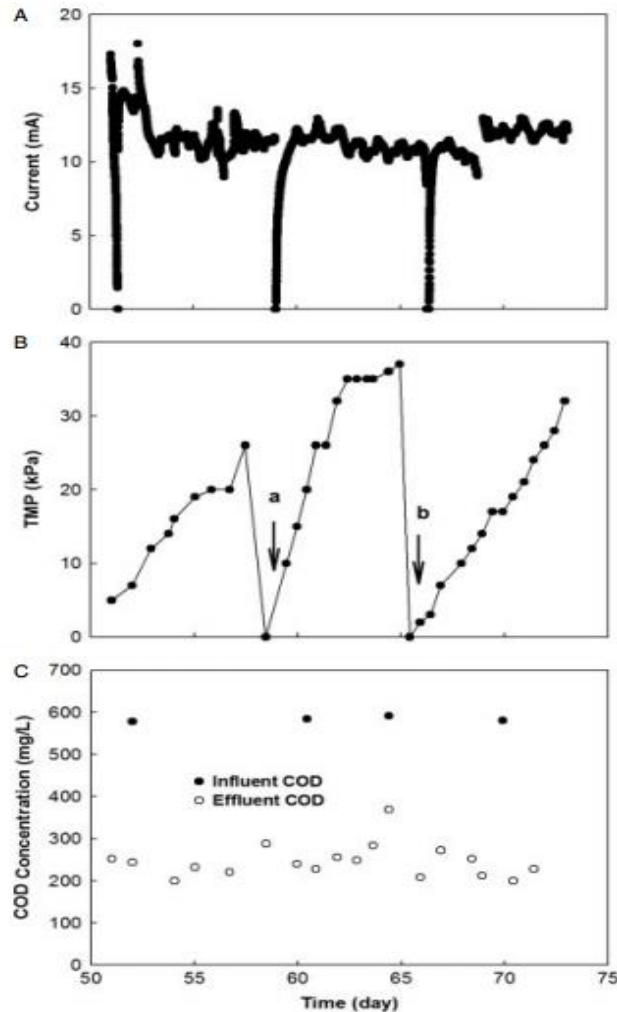 A
20
15
10
5
0
Current (mA)
B
40
30
20
10
0
TMP (kPa)
a
b
C
700
600
500
400
300
200
100
0
COD Concentration (mg/L)
Influent COD
Effluent COD
50 55 60 65 70 75
Time (day)